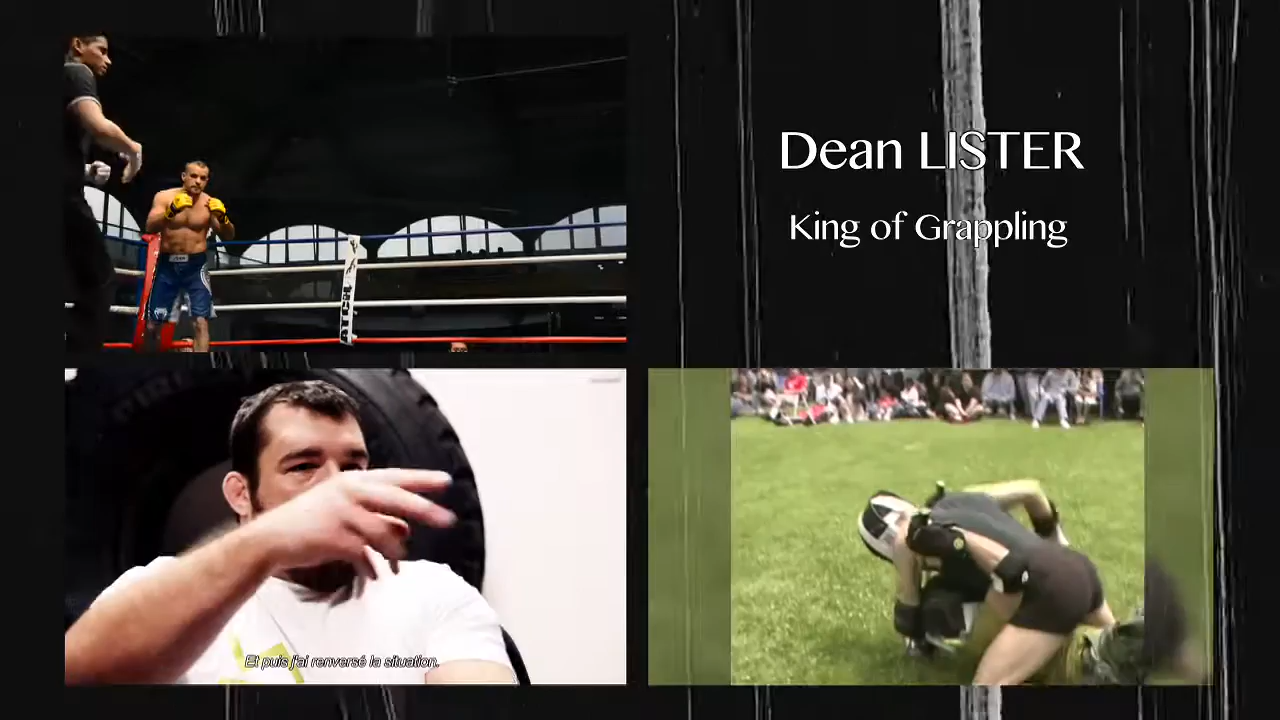 Dean LISTER
King of Grappling
Et puis j'ai renversé la situation.